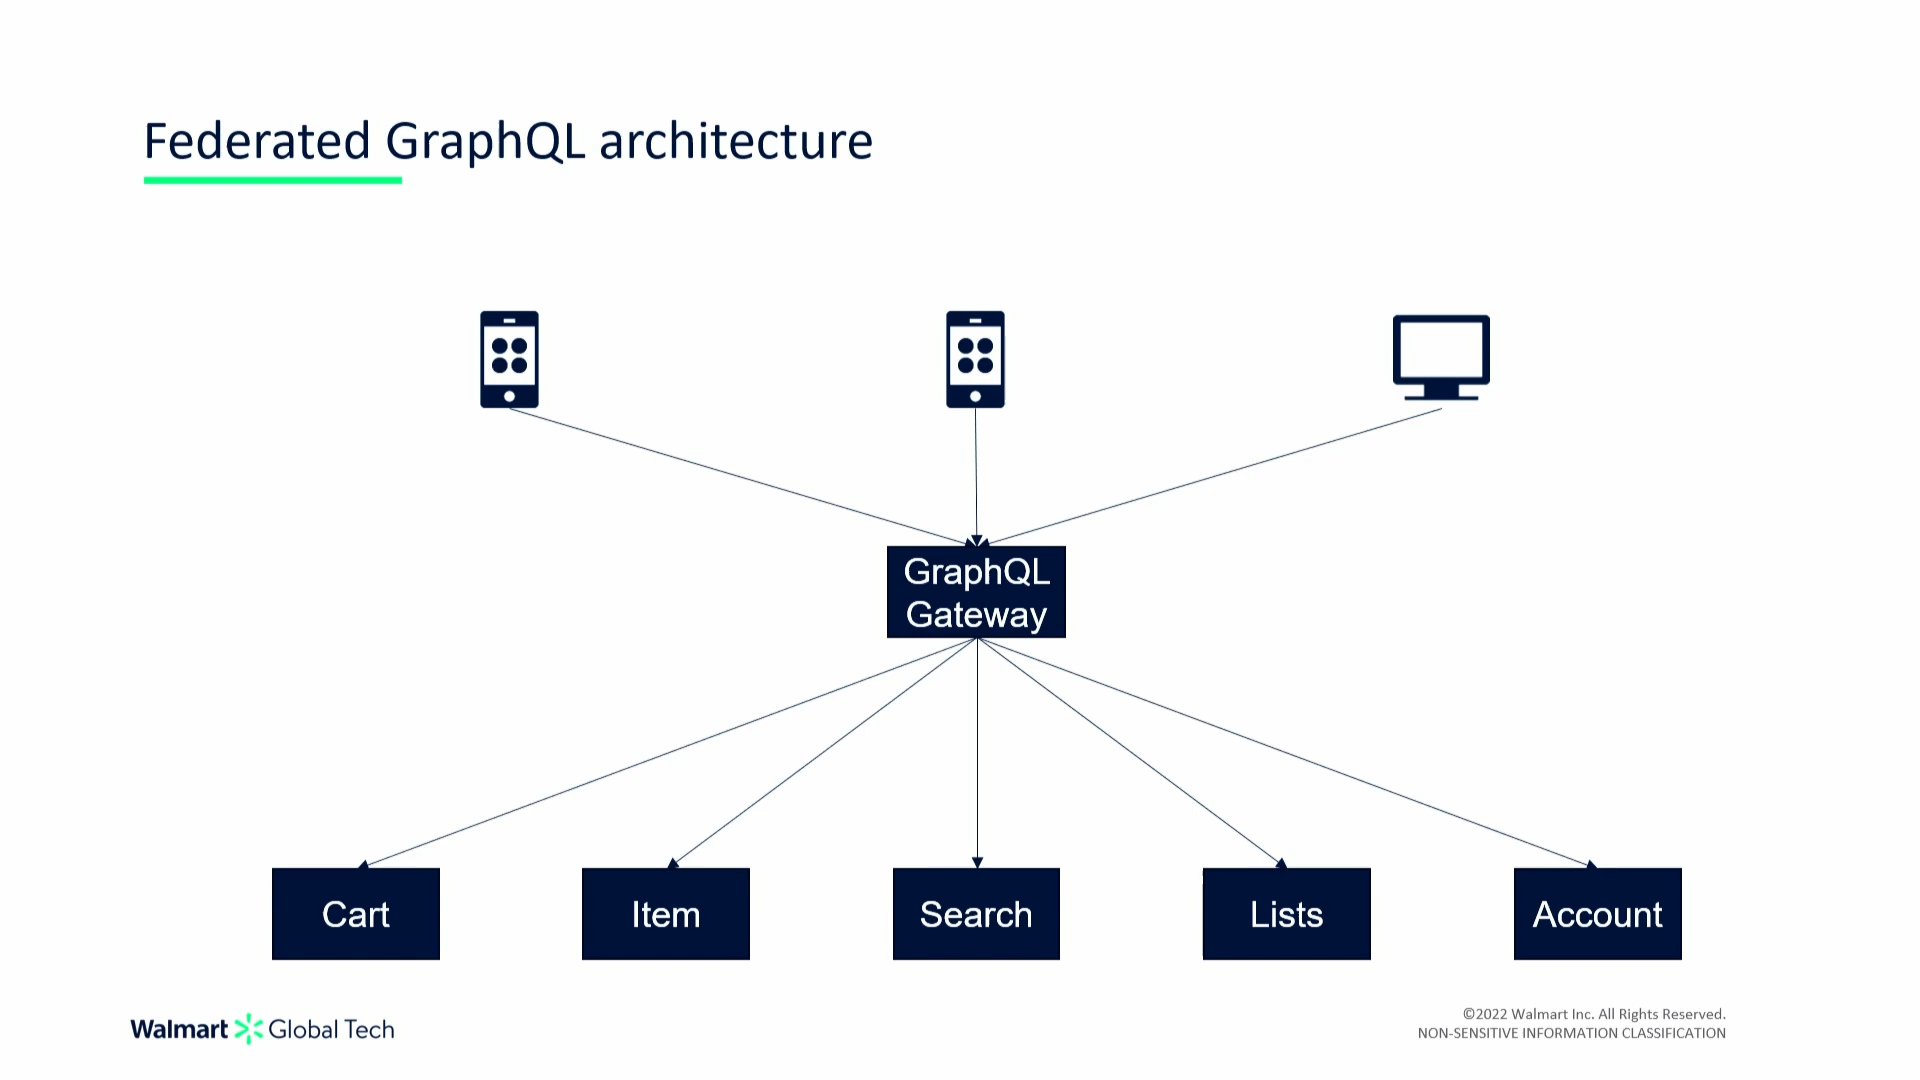 Federated GraphQL architecture
GraphQL
Gateway
Cart
Item
Search
Lists
Account
Walmart Global Tech
©2022 Walmart Inc. All Rights Reserved.
NON-SENSITIVE INFORMATION CLASSIFICATION